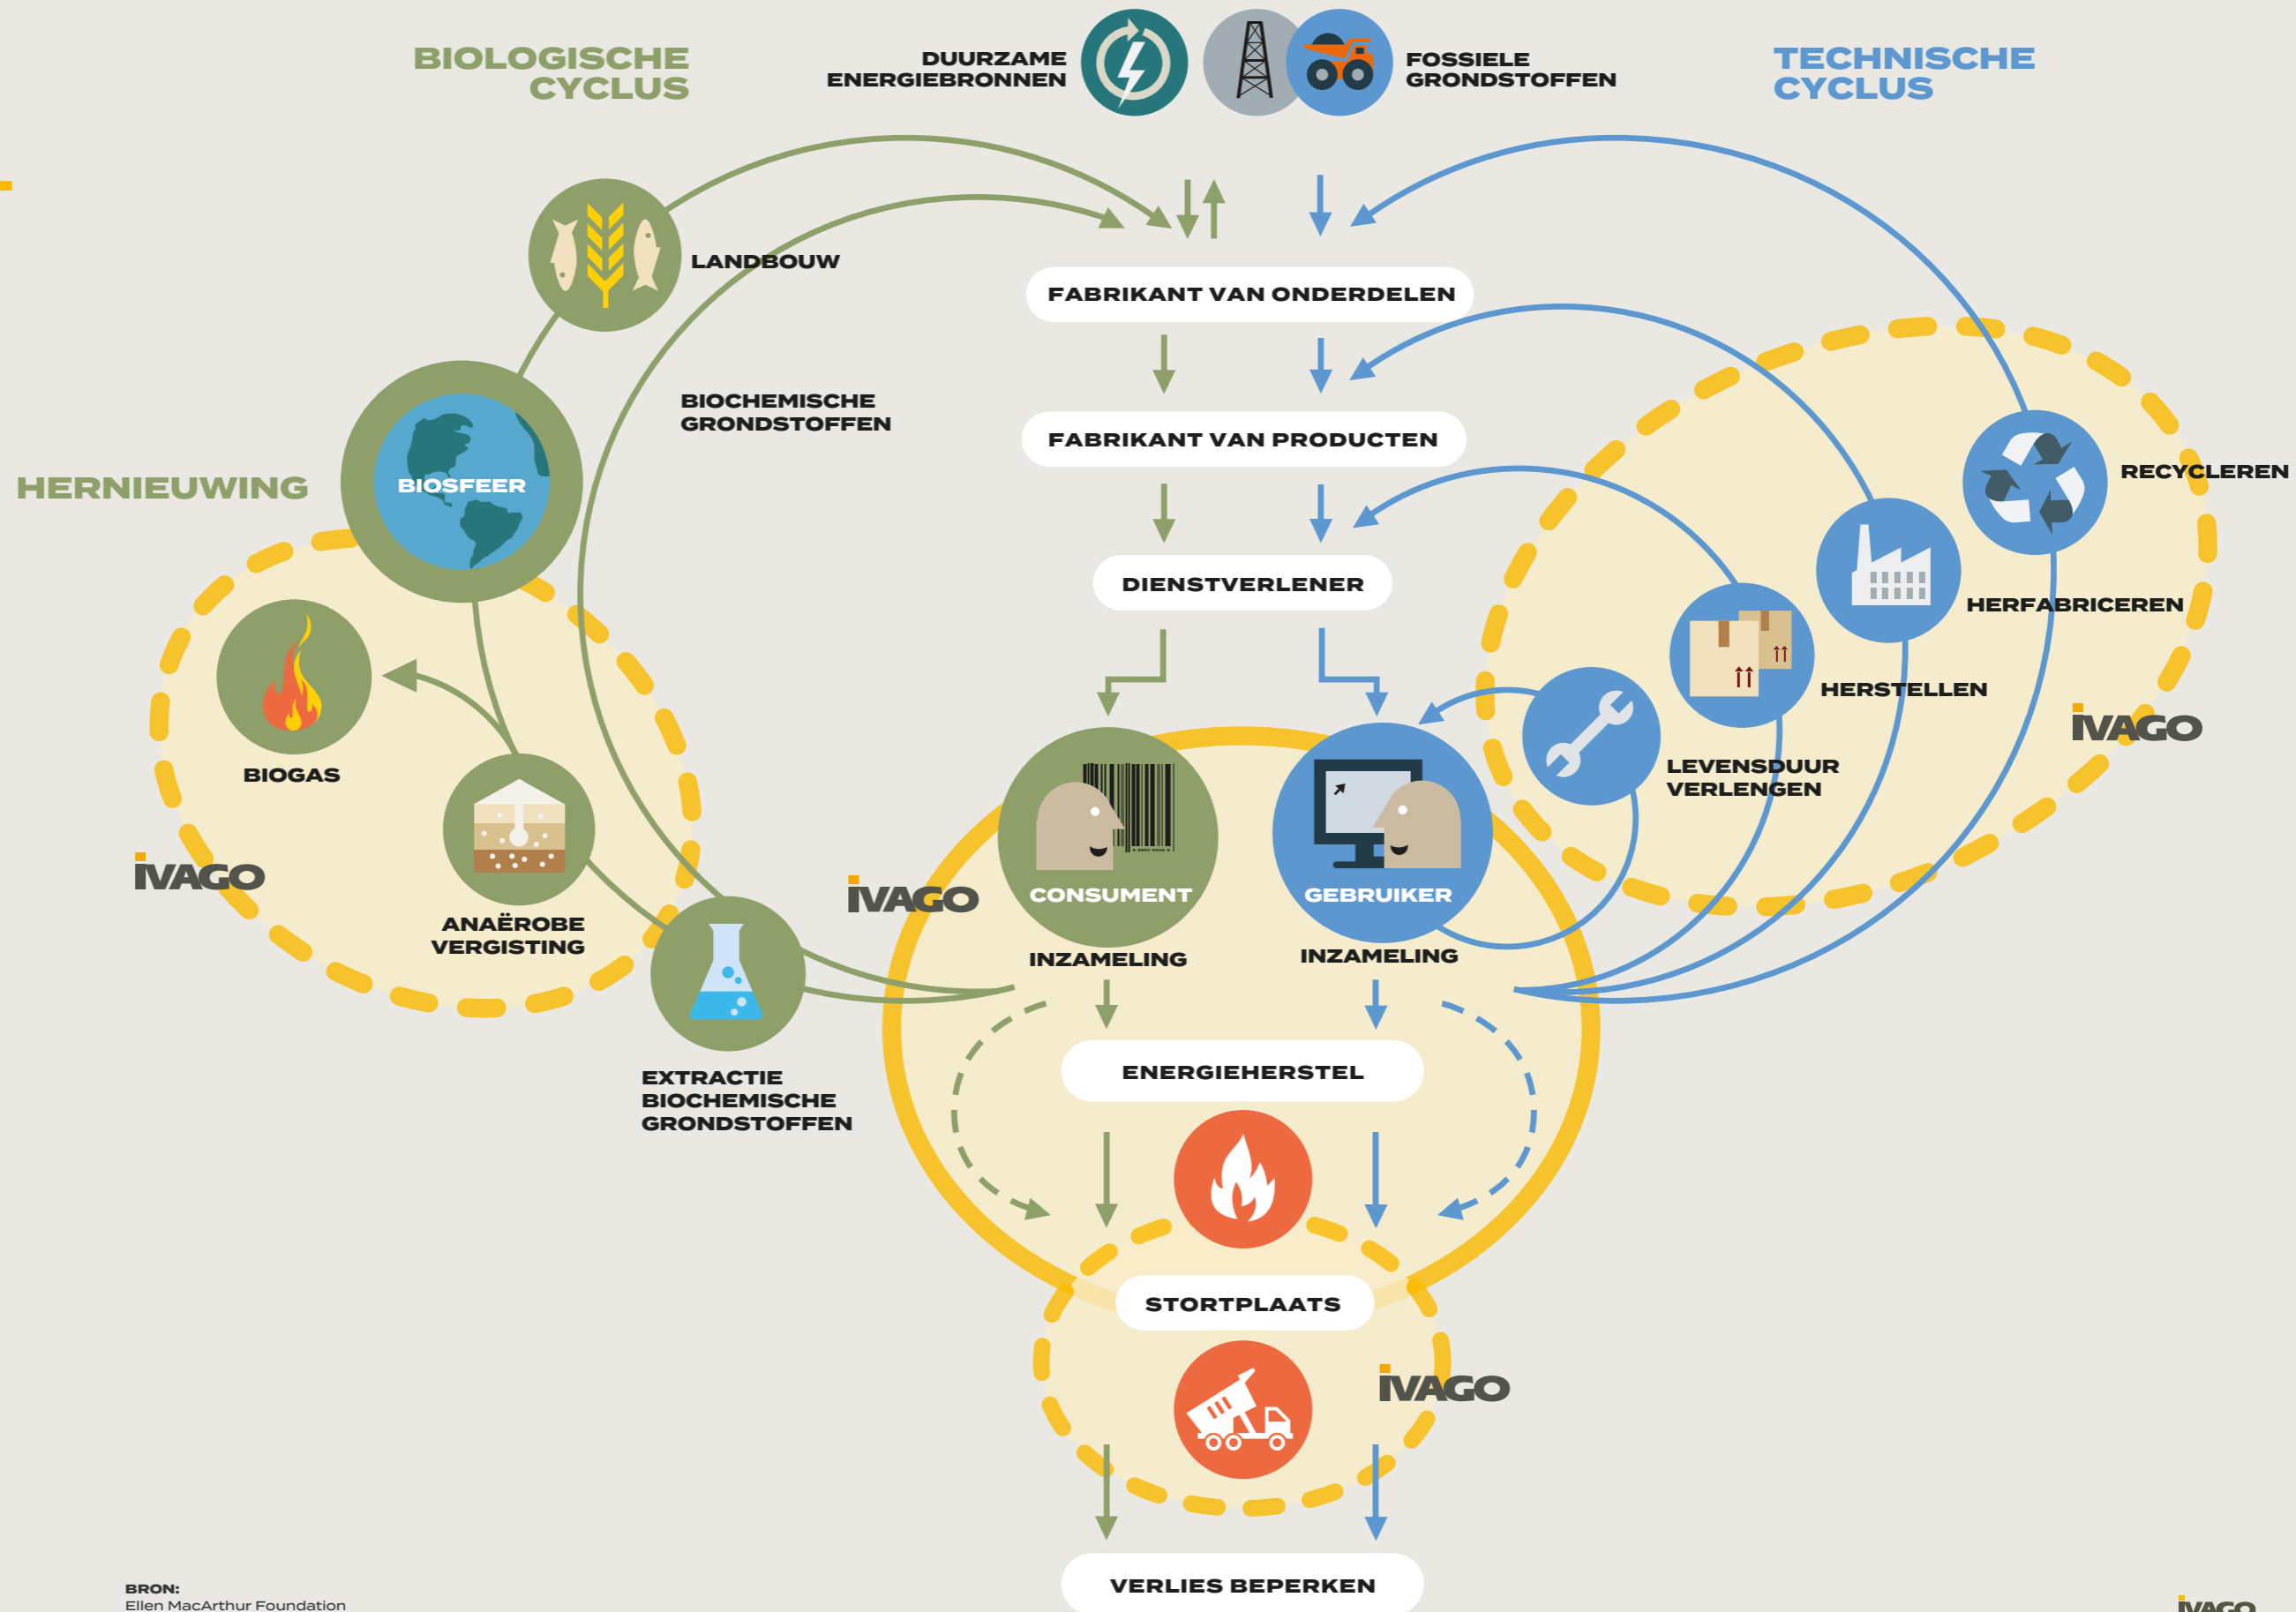 BIOLOGISCHE
CYCLUS
DUURZAME
ENERGIEBRONNEN
FOSSIELE
GRONDSTOFFEN
TECHNISCHE
CYCLUS
LANDBOUW
FABRIKANT VAN ONDERDELEN
BIOCHEMISCHE
GRONDSTOFFEN
FABRIKANT VAN PRODUCTEN
RECYCLEREN
HERNIEUWING
BIOSFEER
DIENSTVERLENER
HERFABRICEREN
HERSTELLEN
IVAGO
BIOGAS
LEVENSDUUR
VERLENGEN
IVAGO
IVAGO
CONSUMENT
GEBRUIKER
ANAËROBE
VERGISTING
INZAMELING
INZAMELING
ENERGIEHERSTEL
EXTRACTIE
BIOCHEMISCHE
GRONDSTOFFEN
STORTPLAATS
IVAGO
VERLIES BEPERKEN
BRON:
Ellen MacArthur Foundation
IVAGO